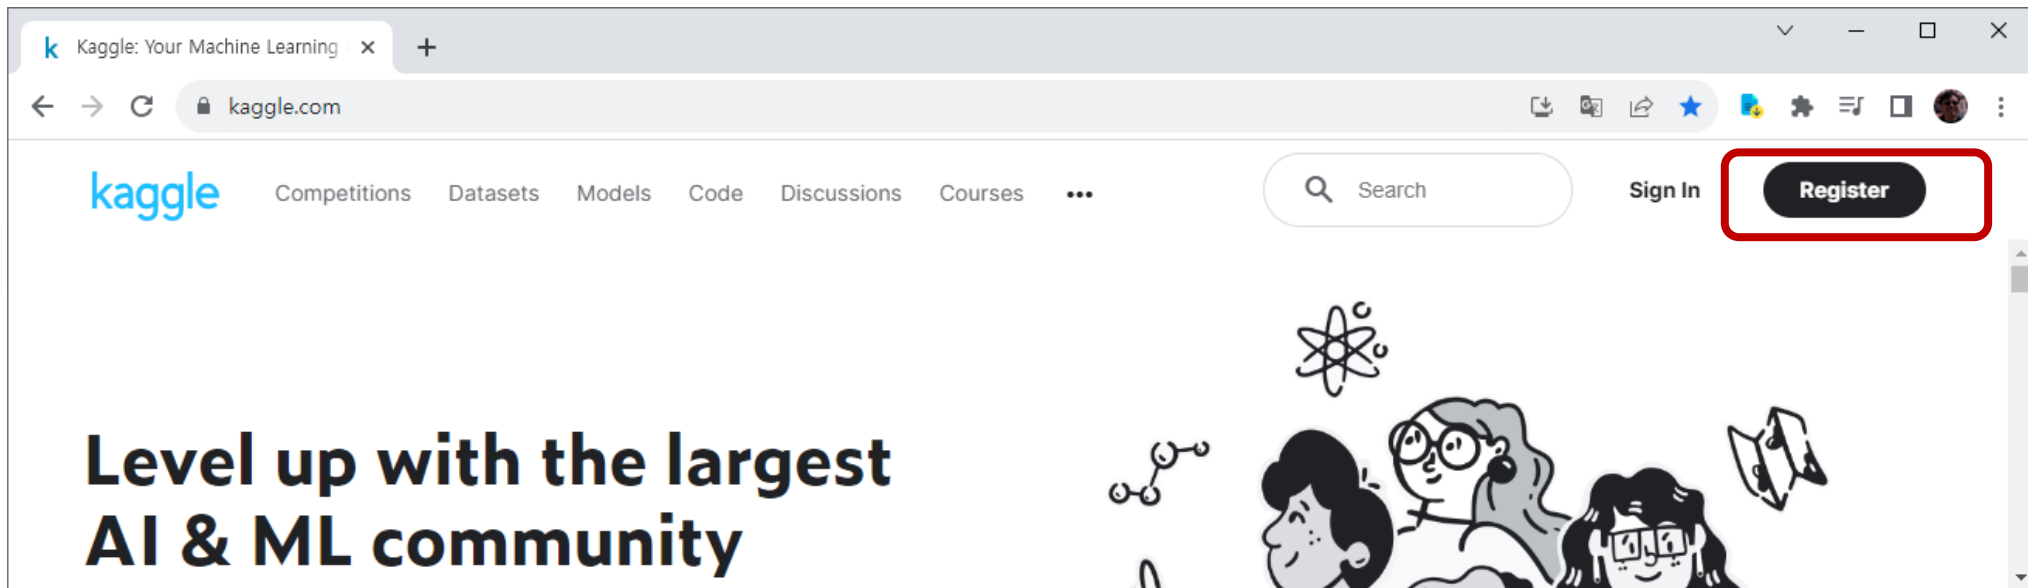 k Kaggle: Your Machine Learning
kaggle.com
kaggle Competitions Datasets Models Code Discussions Courses ••• Search Sign In Register
Level up with the largest
AI & ML community